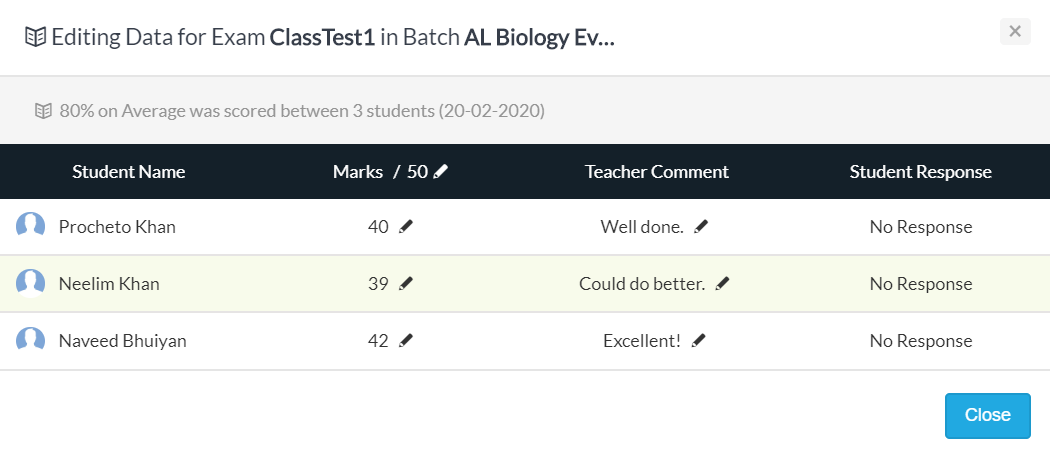 Editing Data for Exam ClassTest1 in Batch AL Biology Ev...
×
80% on Average was scored between 3 students (20-02-2020)
Student Name Marks / 50 Teacher Comment Student Response
Procheto Khan 40 Well done. No Response
Neelim Khan 39 Could do better. No Response
Naveed Bhuiyan 42 Excellent! No Response
Close